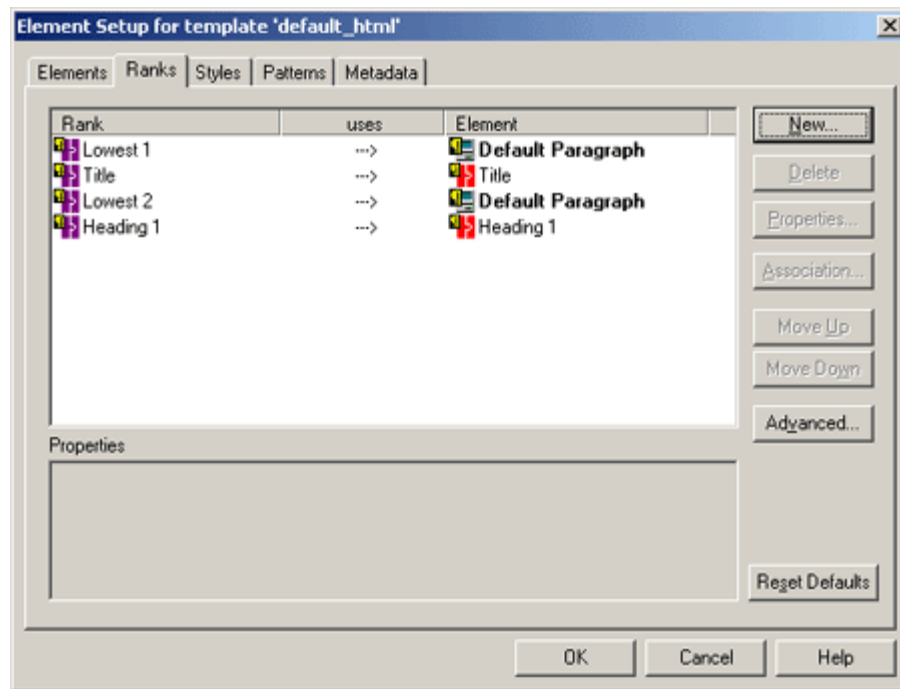 Element Setup for template 'default_html'
Elements Ranks Styles Patterns Metadata
Rank uses Element
Lowest 1 ---> Default Paragraph
Title ---> Title
Lowest 2 ---> Default Paragraph
Heading 1 ---> Heading 1
New...
Delete
Properties...
Association...
Move Up
Move Down
Advanced...
Properties
Reset Defaults
OK Cancel Help